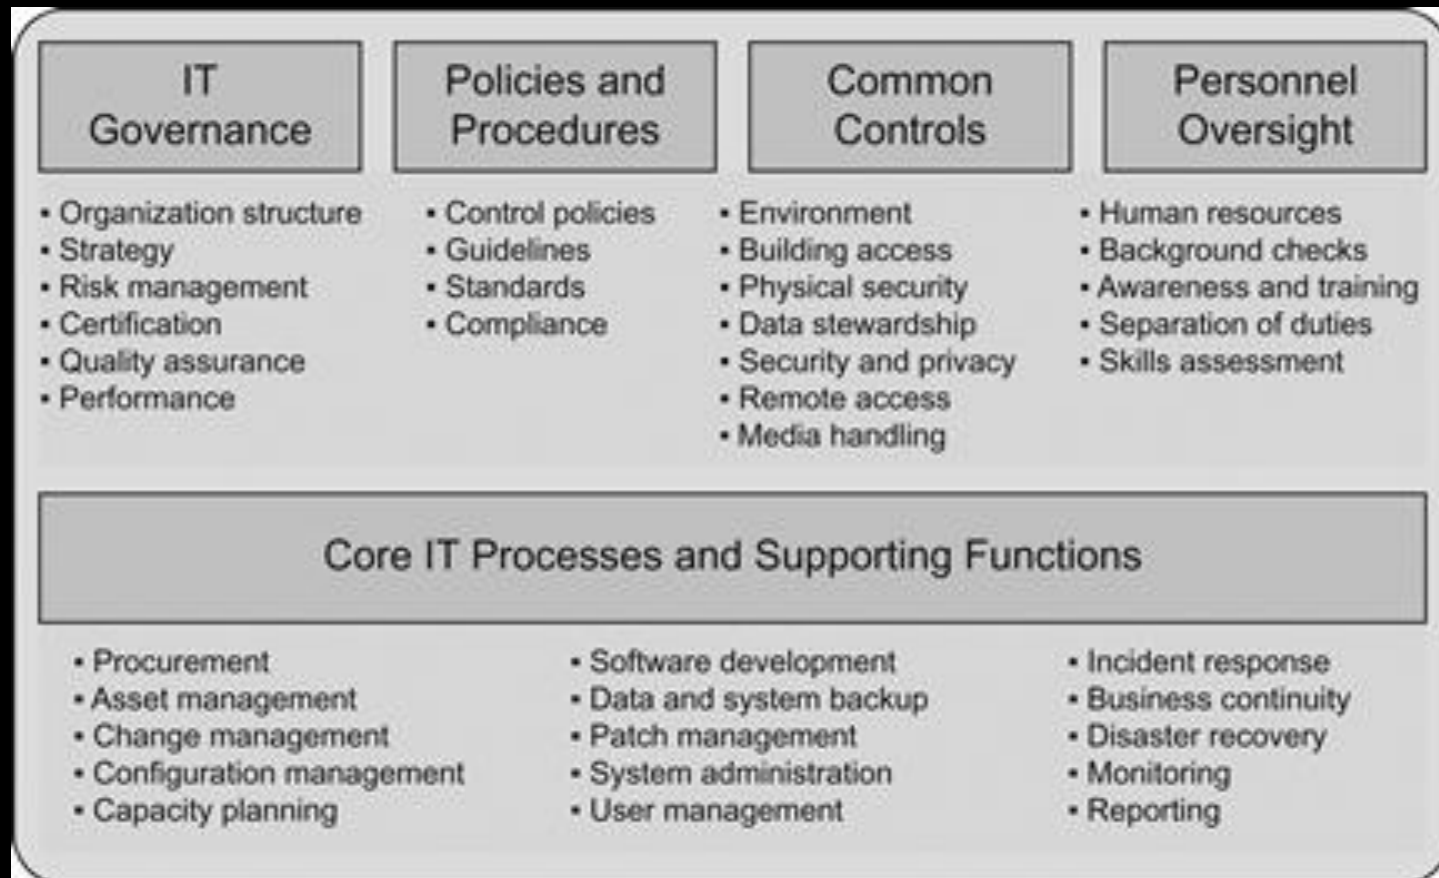 IT
Governance
▪ Organization structure
▪ Strategy
▪ Risk management
▪ Certification
▪ Quality assurance
▪ Performance
Policies and
Procedures
▪ Control policies
▪ Guidelines
▪ Standards
▪ Compliance
Common
Controls
▪ Environment
▪ Building access
▪ Physical security
▪ Data stewardship
▪ Security and privacy
▪ Remote access
▪ Media handling
Personnel
Oversight
▪ Human resources
▪ Background checks
▪ Awareness and training
▪ Separation of duties
▪ Skills assessment
Core IT Processes and Supporting Functions
▪ Procurement
▪ Asset management
▪ Change management
▪ Configuration management
▪ Capacity planning
▪ Software development
▪ Data and system backup
▪ Patch management
▪ System administration
▪ User management
▪ Incident response
▪ Business continuity
▪ Disaster recovery
▪ Monitoring
▪ Reporting